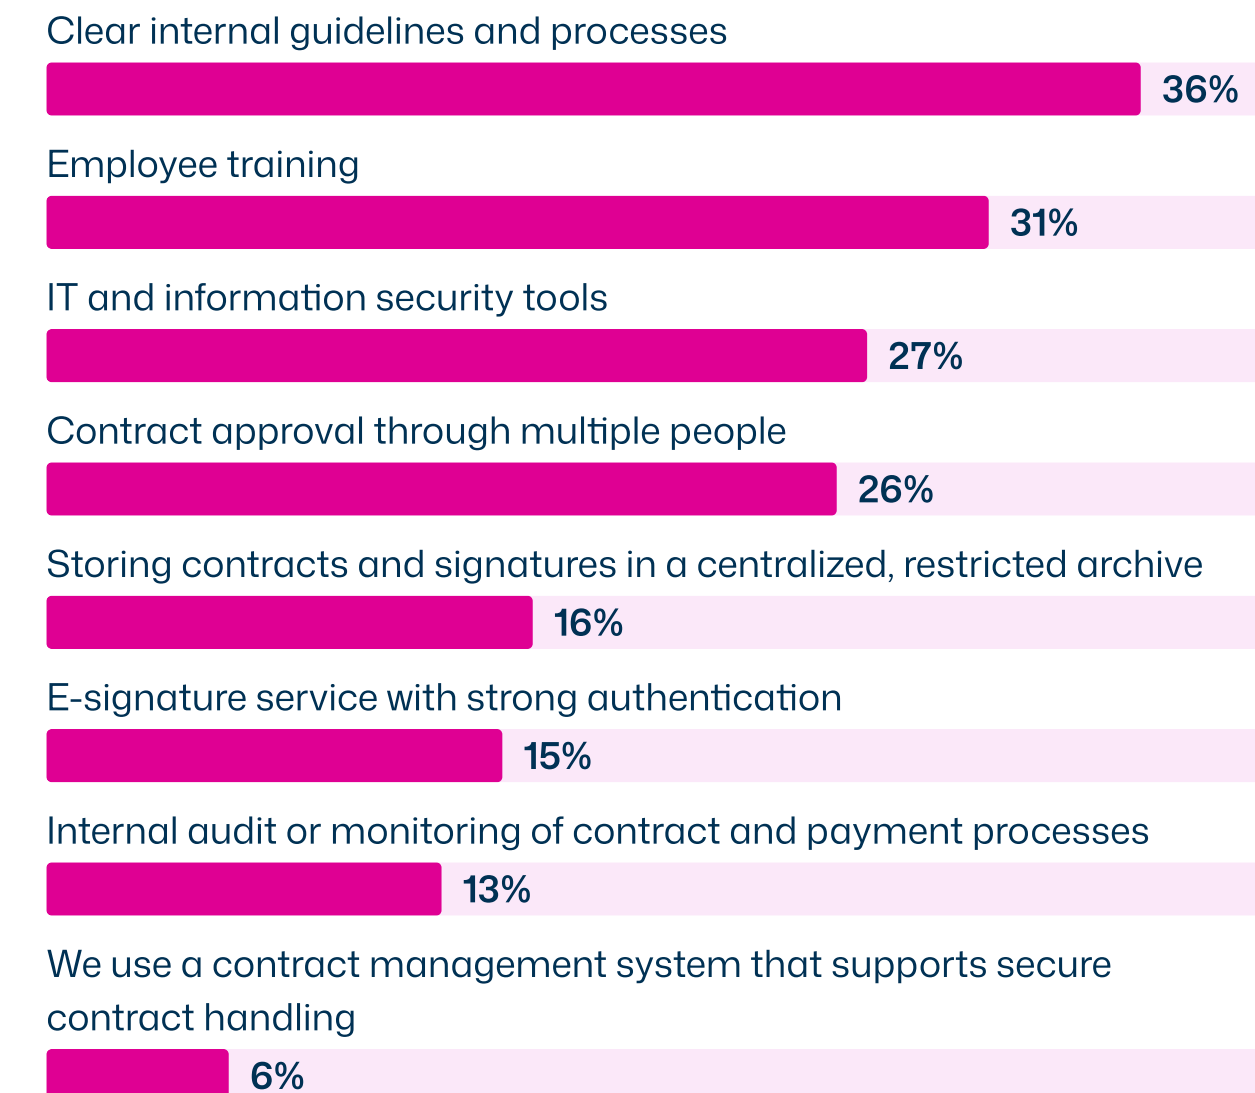 Clear internal guidelines and processes
36%
Employee training
31%
IT and information security tools
27%
Contract approval through multiple people
26%
Storing contracts and signatures in a centralized, restricted archive
16%
E-signature service with strong authentication
15%
Internal audit or monitoring of contract and payment processes
13%
We use a contract management system that supports secure
contract handling
6%